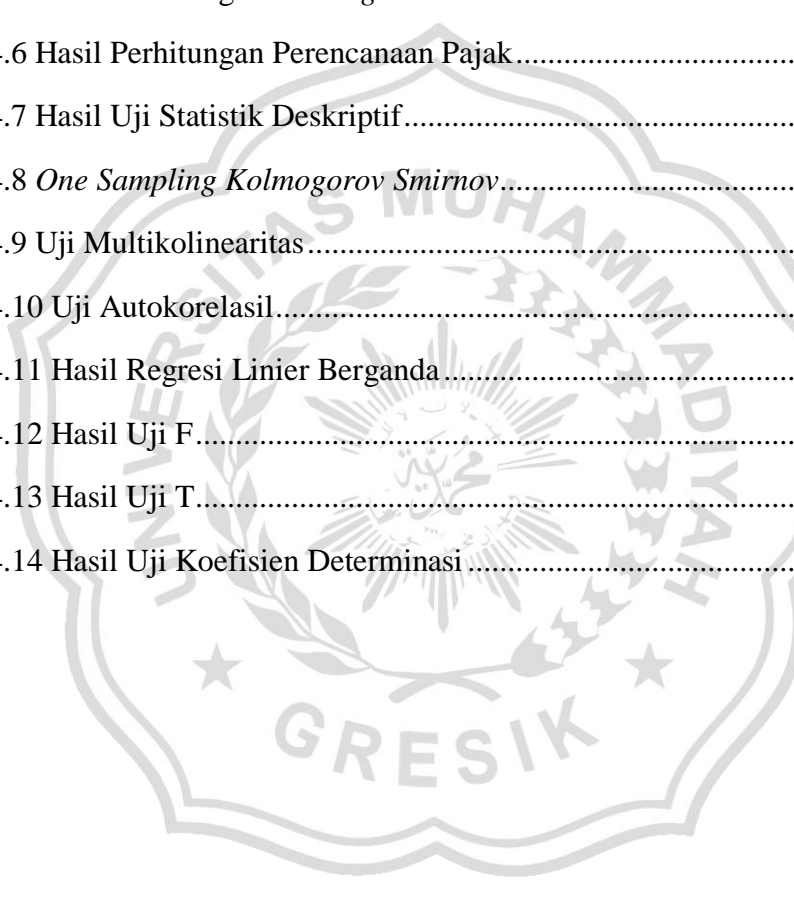 .6 Hasil Perhitungan Perencanaan Pajak........................................
.7 Hasil Uji Statistik Deskriptif........................................
.8 One Sampling Kolmogorov Smirnov........................................
.9 Uji Multikolinearitas........................................
.10 Uji Autokorelasil........................................
.11 Hasil Regresi Linier Berganda........................................
.12 Hasil Uji F........................................
.13 Hasil Uji T........................................
.14 Hasil Uji Koefisien Determinasi........................................
UNIVERSITAS MUHAMMADIYAH
GRESIK